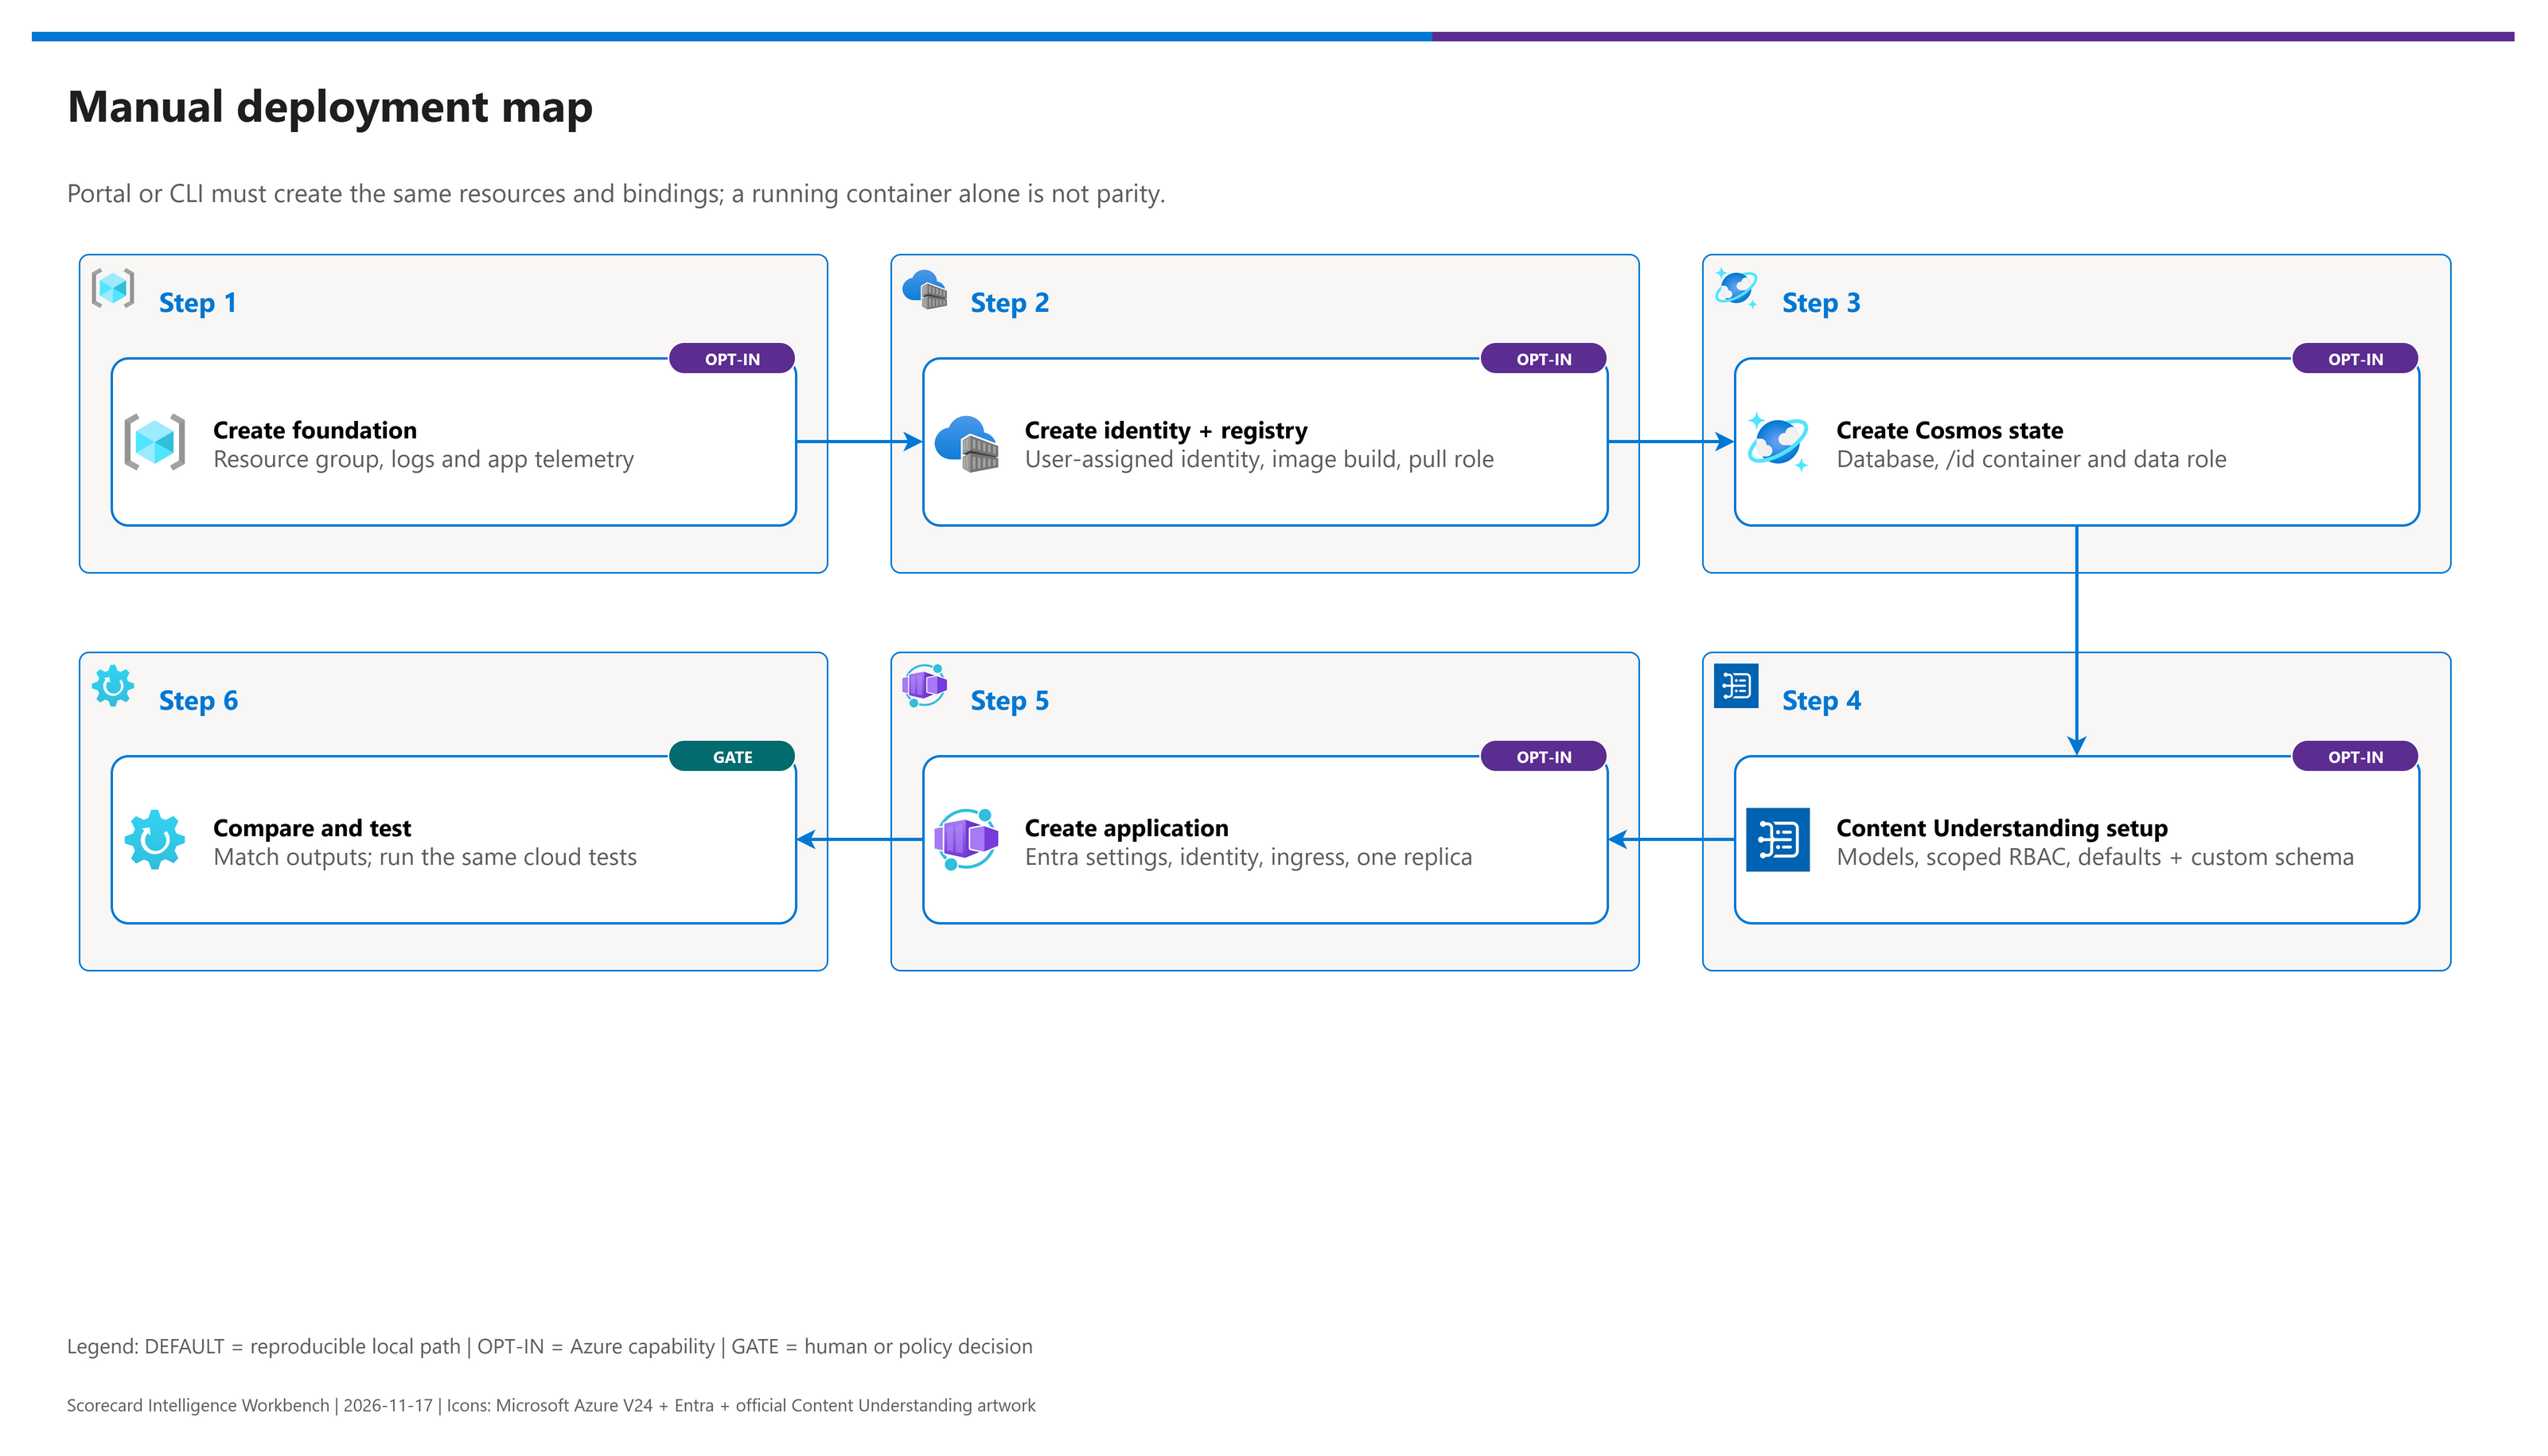 Manual deployment map
Portal or CLI must create the same resources and bindings; a running container alone is not parity.
Step 1
OPT-IN
Create foundation
Resource group, logs and app telemetry
Step 2
OPT-IN
Create identity + registry
User-assigned identity, image build, pull role
Step 3
OPT-IN
Create Cosmos state
Database, /id container and data role
Step 4
OPT-IN
Content Understanding setup
Models, scoped RBAC, defaults + custom schema
Step 5
OPT-IN
Create application
Entra settings, identity, ingress, one replica
Step 6
GATE
Compare and test
Match outputs; run the same cloud tests
Legend: DEFAULT = reproducible local path | OPT-IN = Azure capability | GATE = human or policy decision
Scorecard Intelligence Workbench | 2026-11-17 | Icons: Microsoft Azure V24 + Entra + official Content Understanding artwork